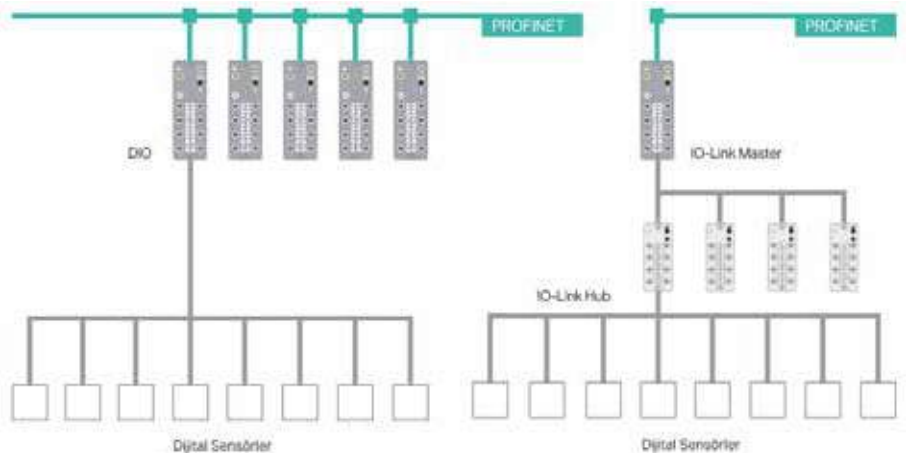 PROFINET
PROFINET
DIO
IO-Link Master
IO-Link Hub
Dijital Sensörler
Dijital Sensörler